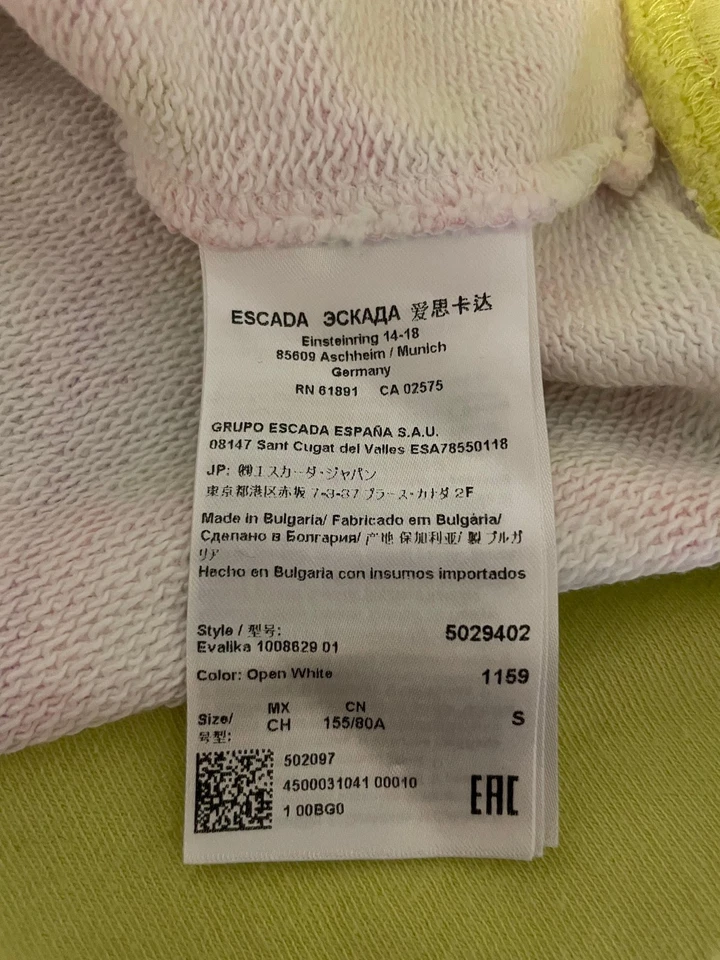 ESCADA ЭСКАДА 爱思卡达
Einsteinring 14-18
85609 Aschheim / Munich
Germany
RN 61891 CA 02575
GRUPO ESCADA ESPAÑA S.A.U.
08147 Sant Cugat del Valles ESA78550118
JP: ㈱エスカーダ・ジャパン
東京都港区赤坂 7-3-37 プラース・カナダ 2F
Made in Bulgaria/ Fabricado em Bulgária/
Сделано в Болгария/ 产地 保加利亚/ 製 ブルガ
リア
Hecho en Bulgaria con insumos importados
Style / 型号: 5029402
Evalika 1008629 01
Color: Open White 1159
MX CN
Size/ CH 155/80A S
号型:
502097
4500031041 00010
1 00BG0
EAC